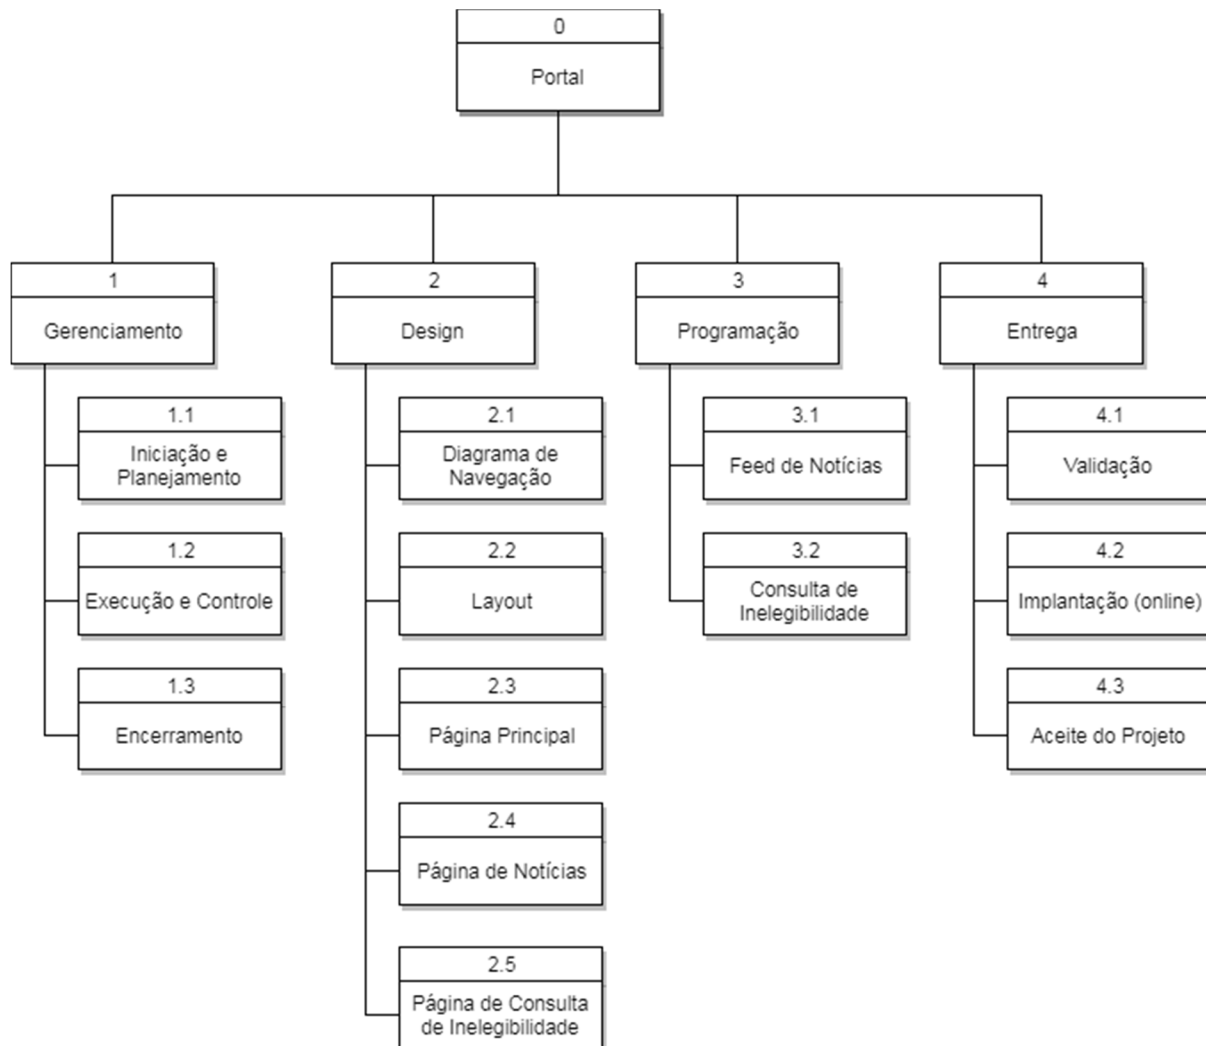 0
Portal
1
Gerenciamento
1.1
Iniciação e
Planejamento
1.2
Execução e Controle
1.3
Encerramento
2
Design
2.1
Diagrama de
Navegação
2.2
Layout
2.3
Página Principal
2.4
Página de Notícias
2.5
Página de Consulta
de Inelegibilidade
3
Programação
3.1
Feed de Notícias
3.2
Consulta de
Inelegibilidade
4
Entrega
4.1
Validação
4.2
Implantação (online)
4.3
Aceite do Projeto